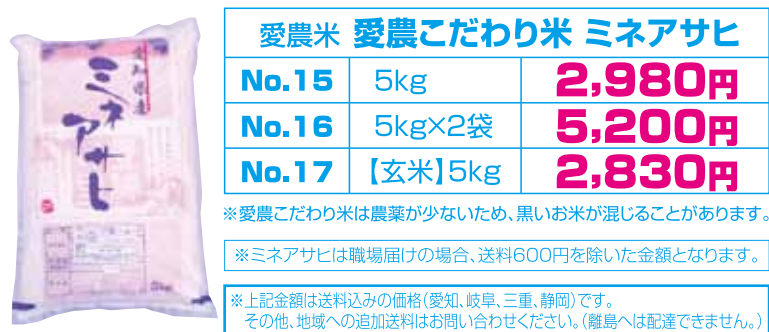 愛知県産
ミネアサヒ
5kg
愛農米 愛農こだわり米 ミネアサヒ
No.15 5kg 2,980円
No.16 5kg×2袋 5,200円
No.17 【玄米】5kg 2,830円
※愛農こだわり米は農薬が少ないため、黒いお米が混じることがあります。
※ミネアサヒは職場届けの場合、送料600円を除いた金額となります。
※上記金額は送料込みの価格(愛知、岐阜、三重、静岡)です。
その他、地域への追加送料はお問い合わせください。(離島へは配達できません。)